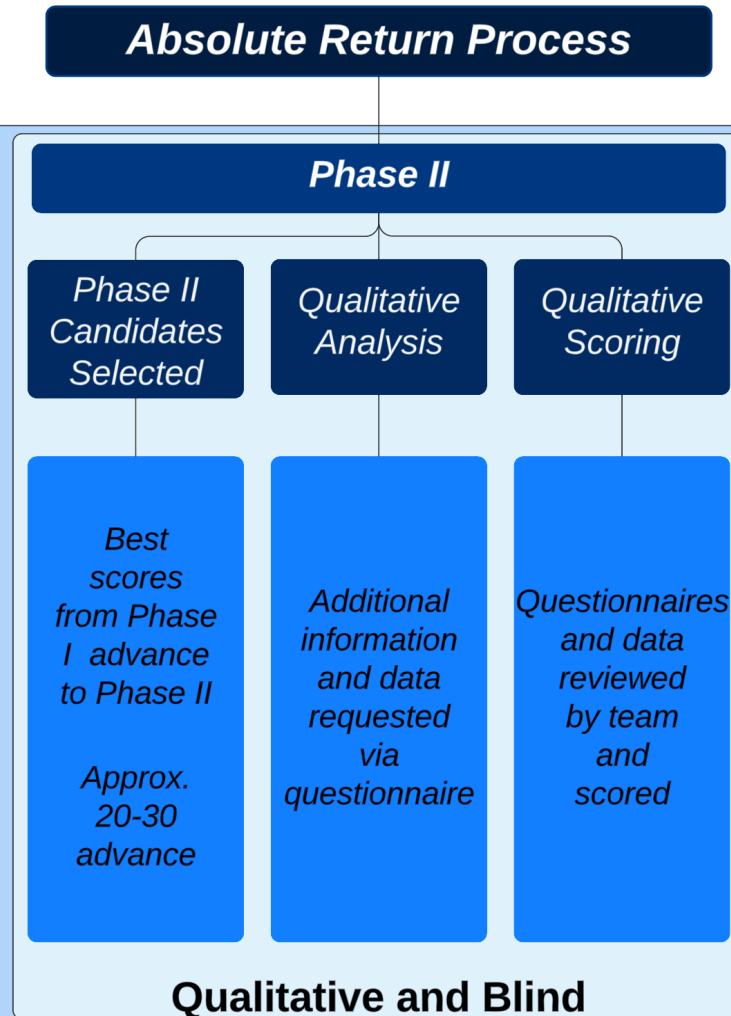 Absolute Return Process
Phase II
Phase II
Candidates
Selected
Qualitative
Analysis
Qualitative
Scoring
Best
scores
from Phase
I  advance
to Phase II
Approx.
20-30
advance
Additional
information
and data
requested
via
questionnaire
Questionnaires
and data
reviewed
by team
and
scored
Qualitative and Blind